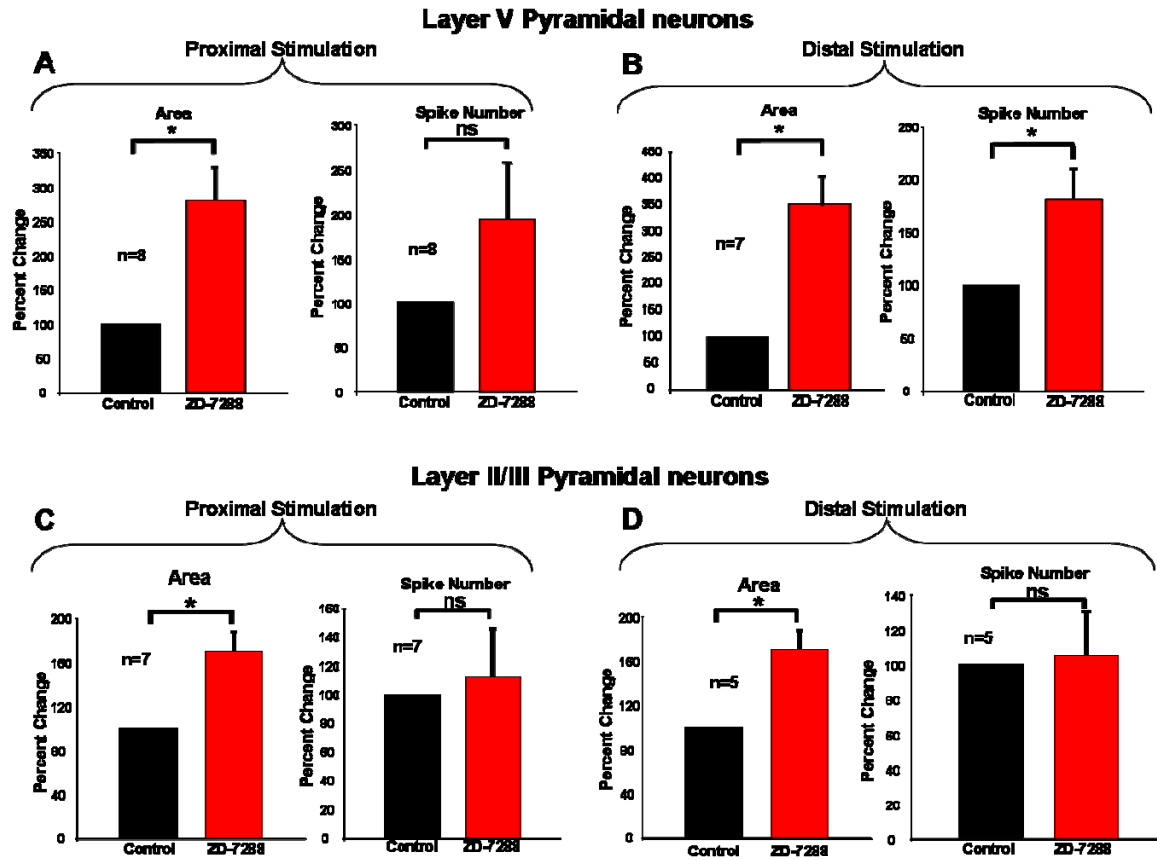 Layer V Pyramidal neurons
A
Proximal Stimulation
Area
*
Percent Change
350
300
250
200
150
100
50
0
n=8
Control ZD-7288
Spike Number
ns
Percent Change
300
250
200
150
100
50
0
n=8
Control ZD-7288
B
Distal Stimulation
Area
*
Percent Change
450
400
350
300
250
200
150
100
50
0
n=7
Control ZD-7288
Spike Number
*
Percent Change
250
200
150
100
50
0
Control ZD-7288
Layer II/III Pyramidal neurons
C
Proximal Stimulation
Area
*
Percent Change
200
160
120
80
40
0
n=7
Control ZD-7288
Spike Number
ns
Percent Change
160
140
120
100
80
60
40
20
0
n=7
Control ZD-7288
D
Distal Stimulation
Area
*
Percent Change
200
160
120
80
40
0
n=5
Control ZD-7288
Spike Number
ns
Percent Change
140
120
100
80
60
40
20
0
n=5
Control ZD-7288